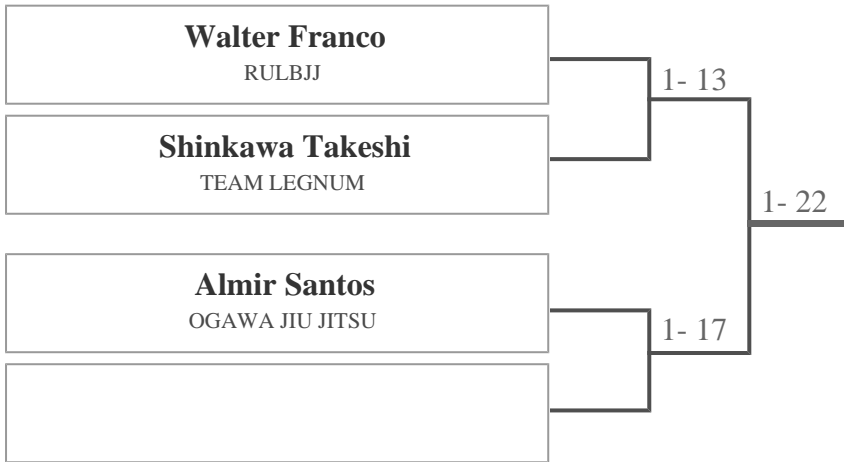 Walter Franco
RULBJJ
1- 13
Shinkawa Takeshi
TEAM LEGNUM
1- 22
Almir Santos
OGAWA JIU JITSU
1- 17